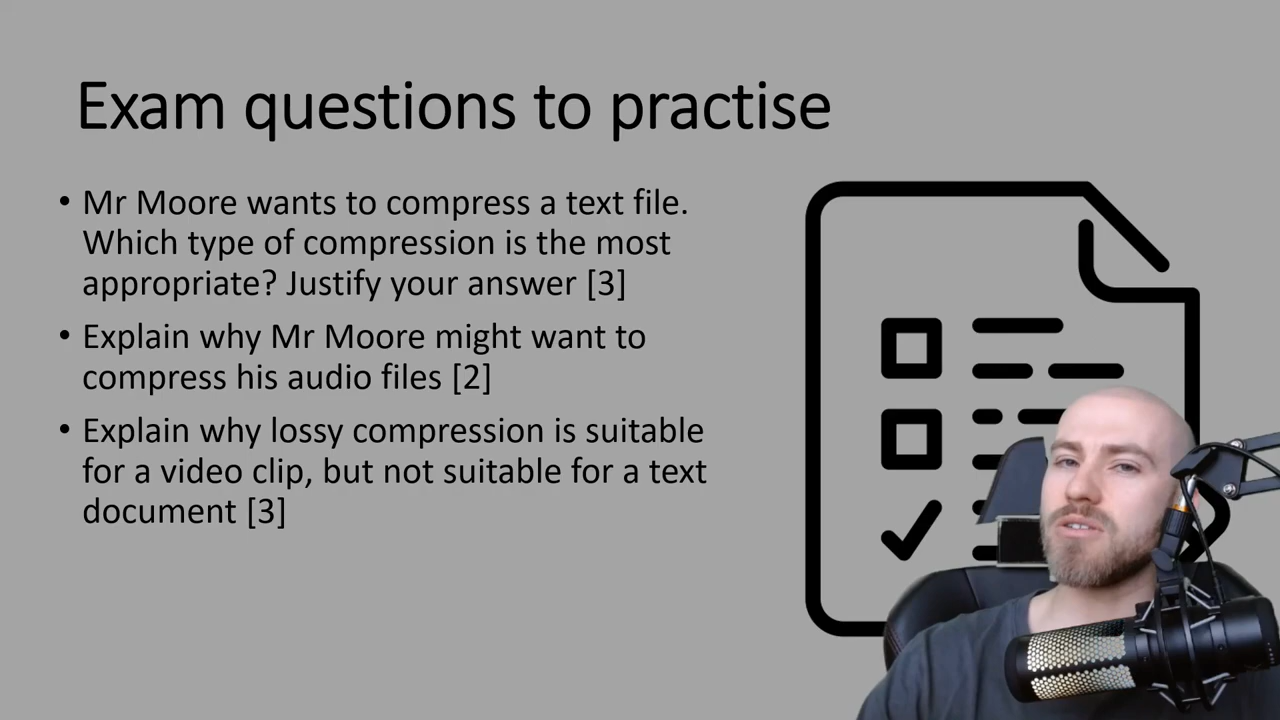 Exam questions to practise
• Mr Moore wants to compress a text file.
Which type of compression is the most
appropriate? Justify your answer [3]
• Explain why Mr Moore might want to
compress his audio files [2]
• Explain why lossy compression is suitable
for a video clip, but not suitable for a text
document [3]